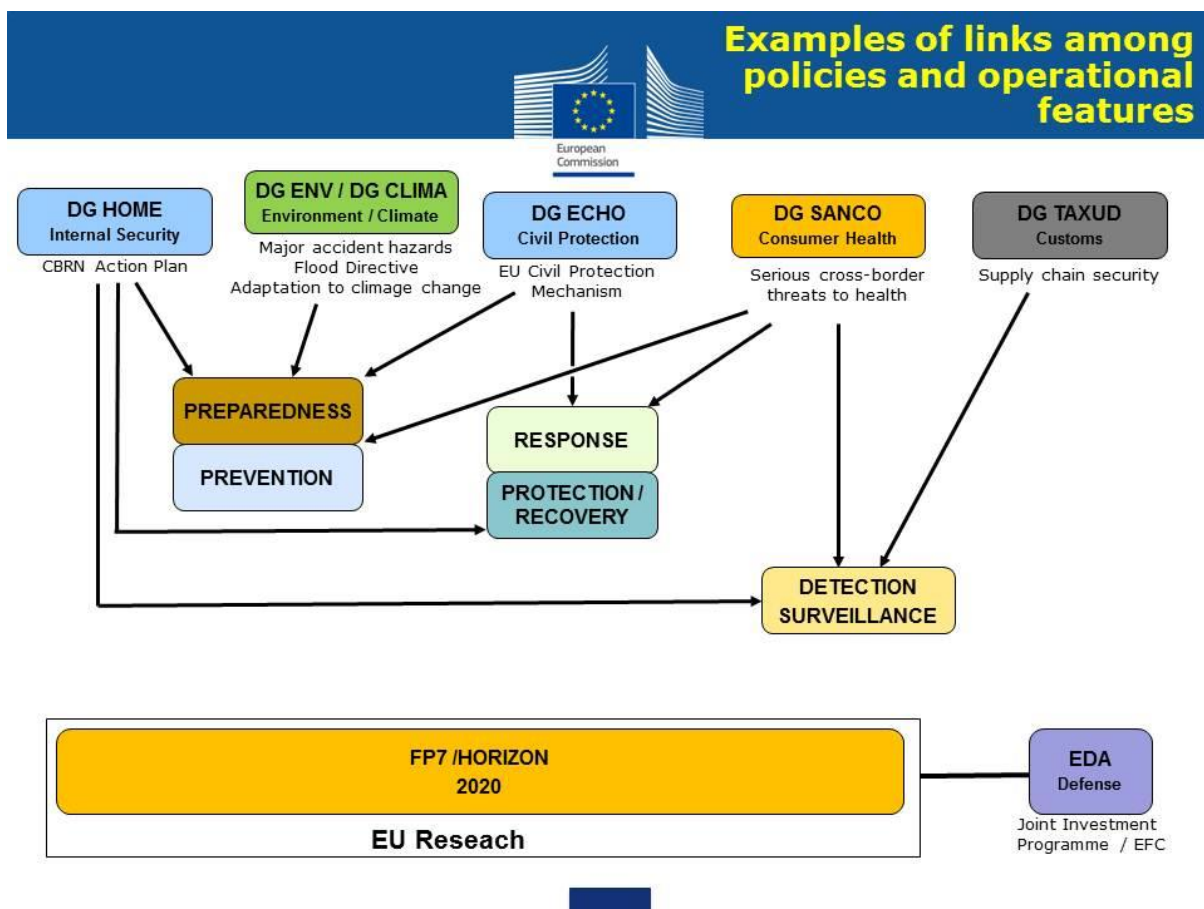 Examples of links among
policies and operational
features
European
Commission
DG HOME
Internal Security
CBRN Action Plan
DG ENV / DG CLIMA
Environment / Climate
Major accident hazards
Flood Directive
Adaptation to climage change
DG ECHO
Civil Protection
EU Civil Protection
Mechanism
DG SANCO
Consumer Health
Serious cross-border
threats to health
DG TAXUD
Customs
Supply chain security
PREPAREDNESS
PREVENTION
RESPONSE
PROTECTION /
RECOVERY
DETECTION
SURVEILLANCE
FP7 /HORIZON
2020
EU Reseach
EDA
Defense
Joint Investment
Programme / EFC